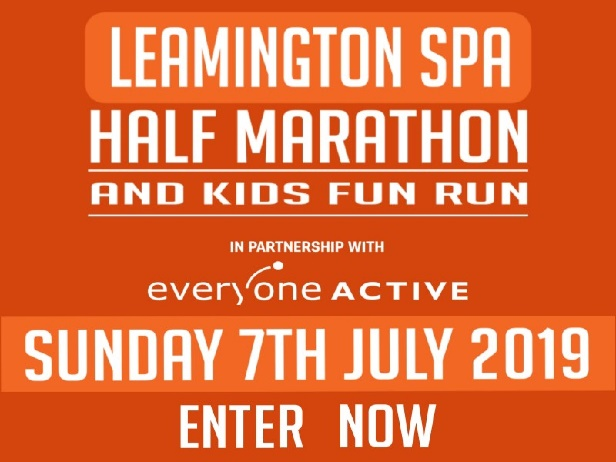 LEAMINGTON SPA
HALF MARATHON
AND KIDS FUN RUN
IN PARTNERSHIP WITH
everyone ACTIVE
SUNDAY 7TH JULY 2019
ENTER NOW